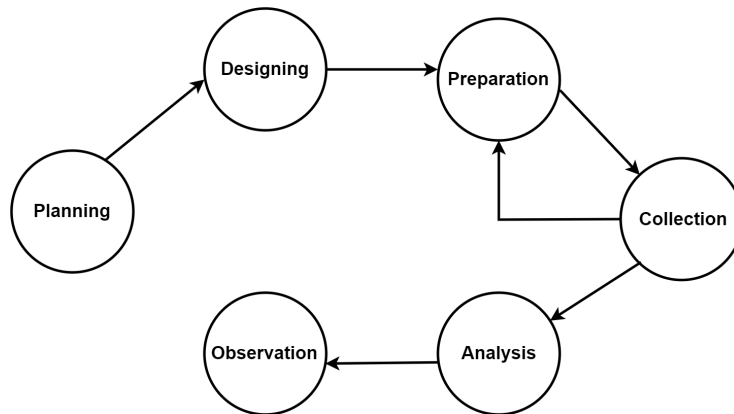 Planning
Designing
Preparation
Collection
Analysis
Observation